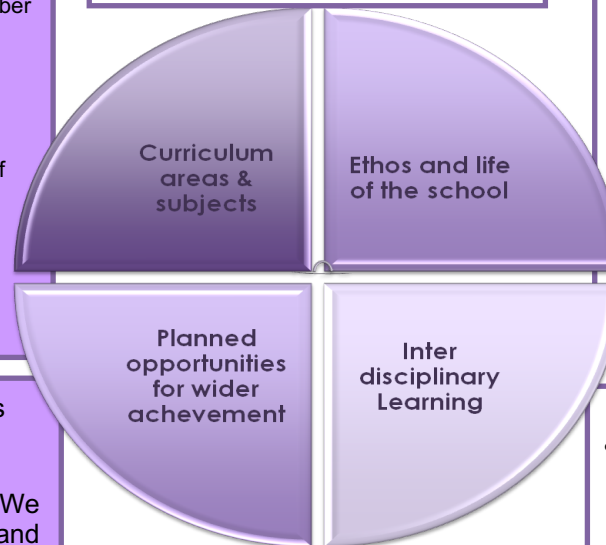 ber
f
Curriculum
areas &
subjects
Ethos and life
of the school
Planned
opportunities
for wider
achevement
Inter
disciplinary
Learning
s
We
and